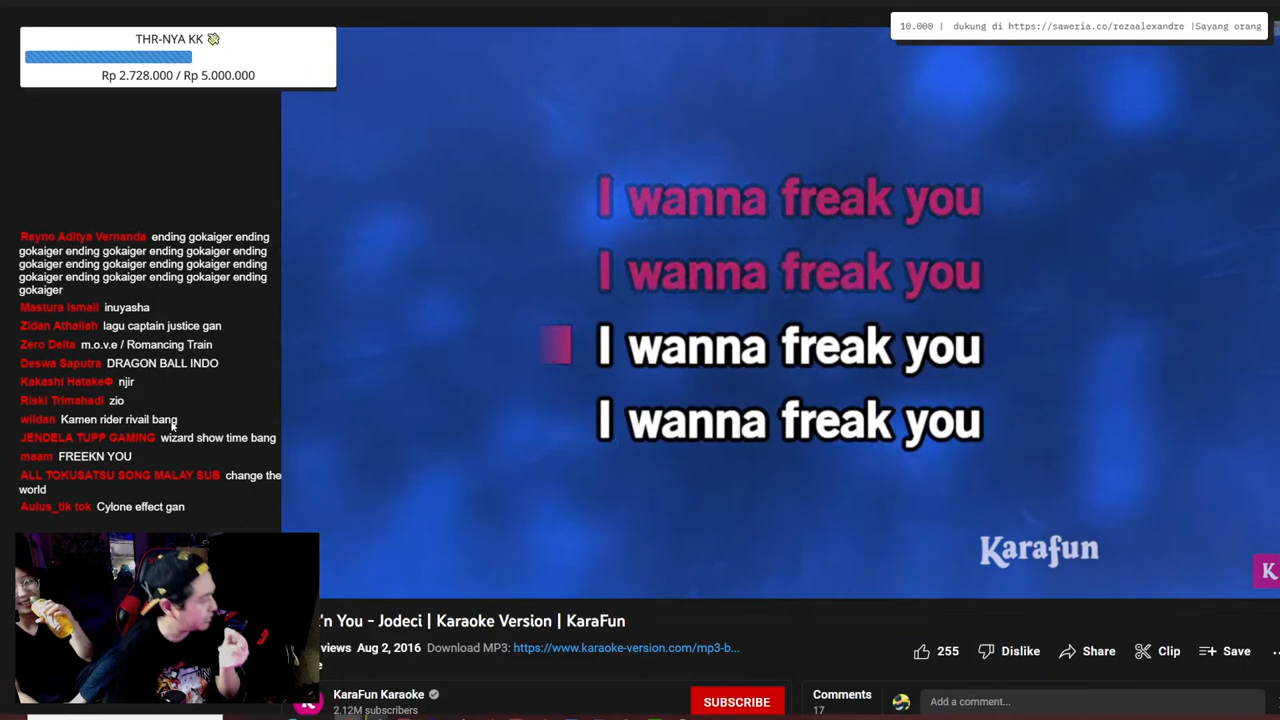 THR-NYA KK
Rp 2.728.000 / Rp 5.000.000
10.000 | dukung di https://saweria.co/rezaalexandre |Sayang orang
I wanna freak you
I wanna freak you
I wanna freak you
I wanna freak you
Karafun
K
Reyno Aditya Vernanda ending gokaiger ending
gokaiger ending gokaiger ending gokaiger ending
gokaiger ending gokaiger ending gokaiger ending
gokaiger ending gokaiger ending gokaiger ending
gokaiger
Mastura Ismail inuyasha
Zidan Athallah lagu captain justice gan
Zero Delta m.o.v.e / Romancing Train
Deswa Saputra DRAGON BALL INDO
Kakashi HatakeΦ njir
Riski Trimahadi zio
wildan Kamen rider rivail bang
JENDELA TUPP GAMING wizard show time bang
maam FREEKN YOU
ALL TOKUSATSU SONG MALAY SUB change the
world
Aulus_tik tok Cylone effect gan
'n You - Jodeci | Karaoke Version | KaraFun
views Aug 2, 2016 Download MP3: https://www.karaoke-version.com/mp3-b...
e
255 Dislike Share Clip Save ...
KaraFun Karaoke
2.12M subscribers
SUBSCRIBE
Comments
17
Add a comment...